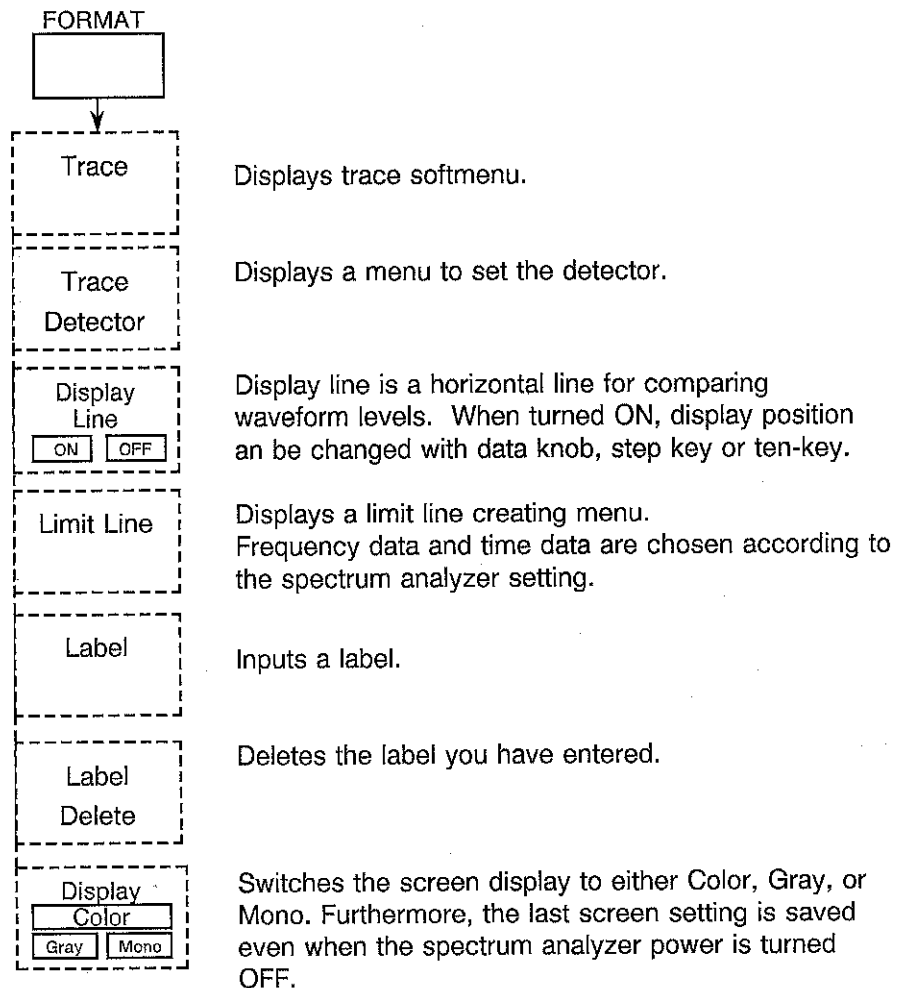 FORMAT
Trace
Displays trace softmenu.
Trace
Detector
Displays a menu to set the detector.
Display
Line
ON OFF
Display line is a horizontal line for comparing
waveform levels. When turned ON, display position
an be changed with data knob, step key or ten-key.
Limit Line
Displays a limit line creating menu.
Frequency data and time data are chosen according to
the spectrum analyzer setting.
Label
Inputs a label.
Label
Delete
Deletes the label you have entered.
Display
Color
Gray Mono
Switches the screen display to either Color, Gray, or
Mono. Furthermore, the last screen setting is saved
even when the spectrum analyzer power is turned
OFF.